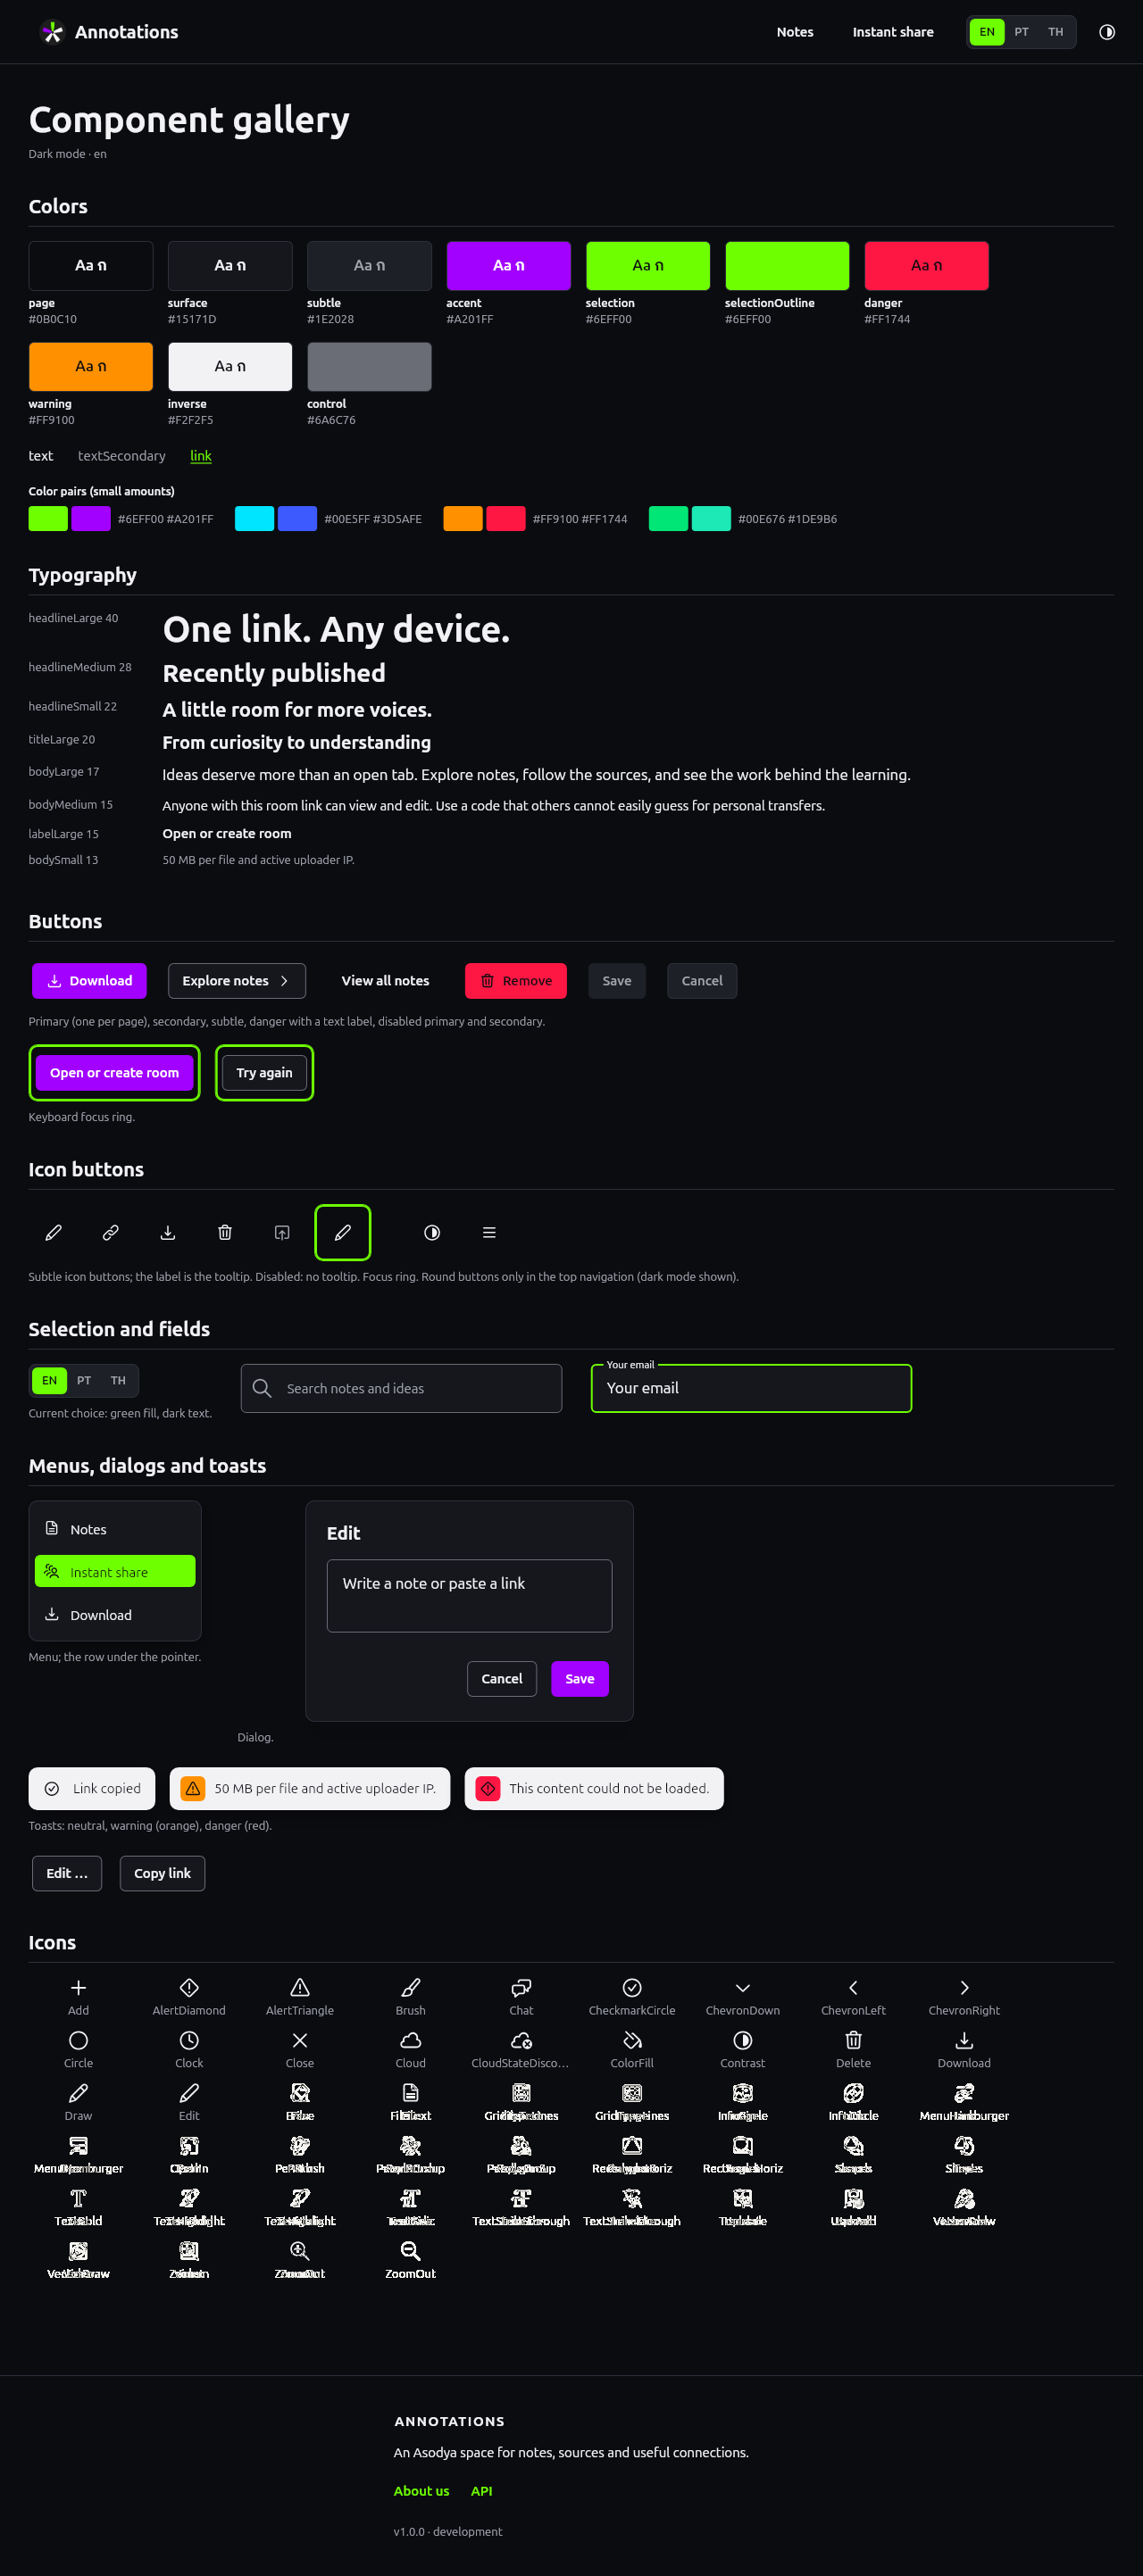 Annotations
Notes
Instant share
EN PT TH
Component gallery
Dark mode · en
Colors
Aa ก
Aa ก
Aa ก
Aa ก
Aa ก
Aa ก
page
surface
subtle
accent
selection
selectionOutline
danger
#0B0C10
#15171D
#1E2028
#A201FF
#6EFF00
#6EFF00
#FF1744
Aa ก
Aa ก
warning
inverse
control
#FF9100
#F2F2F5
#6A6C76
text textSecondary link
Color pairs (small amounts)
#6EFF00 #A201FF
#00E5FF #3D5AFE
#FF9100 #FF1744
#00E676 #1DE9B6
Typography
headlineLarge 40
One link. Any device.
headlineMedium 28
Recently published
headlineSmall 22
A little room for more voices.
titleLarge 20
From curiosity to understanding
bodyLarge 17
Ideas deserve more than an open tab. Explore notes, follow the sources, and see the work behind the learning.
bodyMedium 15
Anyone with this room link can view and edit. Use a code that others cannot easily guess for personal transfers.
labelLarge 15
Open or create room
bodySmall 13
50 MB per file and active uploader IP.
Buttons
Download
Explore notes
View all notes
Remove
Save
Cancel
Primary (one per page), secondary, subtle, danger with a text label, disabled primary and secondary.
Open or create room
Try again
Keyboard focus ring.
Icon buttons
Subtle icon buttons; the label is the tooltip. Disabled: no tooltip. Focus ring. Round buttons only in the top navigation (dark mode shown).
Selection and fields
EN PT TH
Search notes and ideas
Your email
Your email
Current choice: green fill, dark text.
Menus, dialogs and toasts
Notes
Instant share
Download
Menu; the row under the pointer.
Edit
Write a note or paste a link
Cancel
Save
Dialog.
Link copied
50 MB per file and active uploader IP.
This content could not be loaded.
Toasts: neutral, warning (orange), danger (red).
Edit …
Copy link
Icons
Add
AlertDiamond
AlertTriangle
Brush
Chat
CheckmarkCircle
ChevronDown
ChevronLeft
ChevronRight
Circle
Clock
Close
Cloud
CloudStateDisco…
ColorFill
Contrast
Delete
Download
Draw
Edit
ZoomOut
ANNOTATIONS
An Asodya space for notes, sources and useful connections.
About us
API
v1.0.0 · development